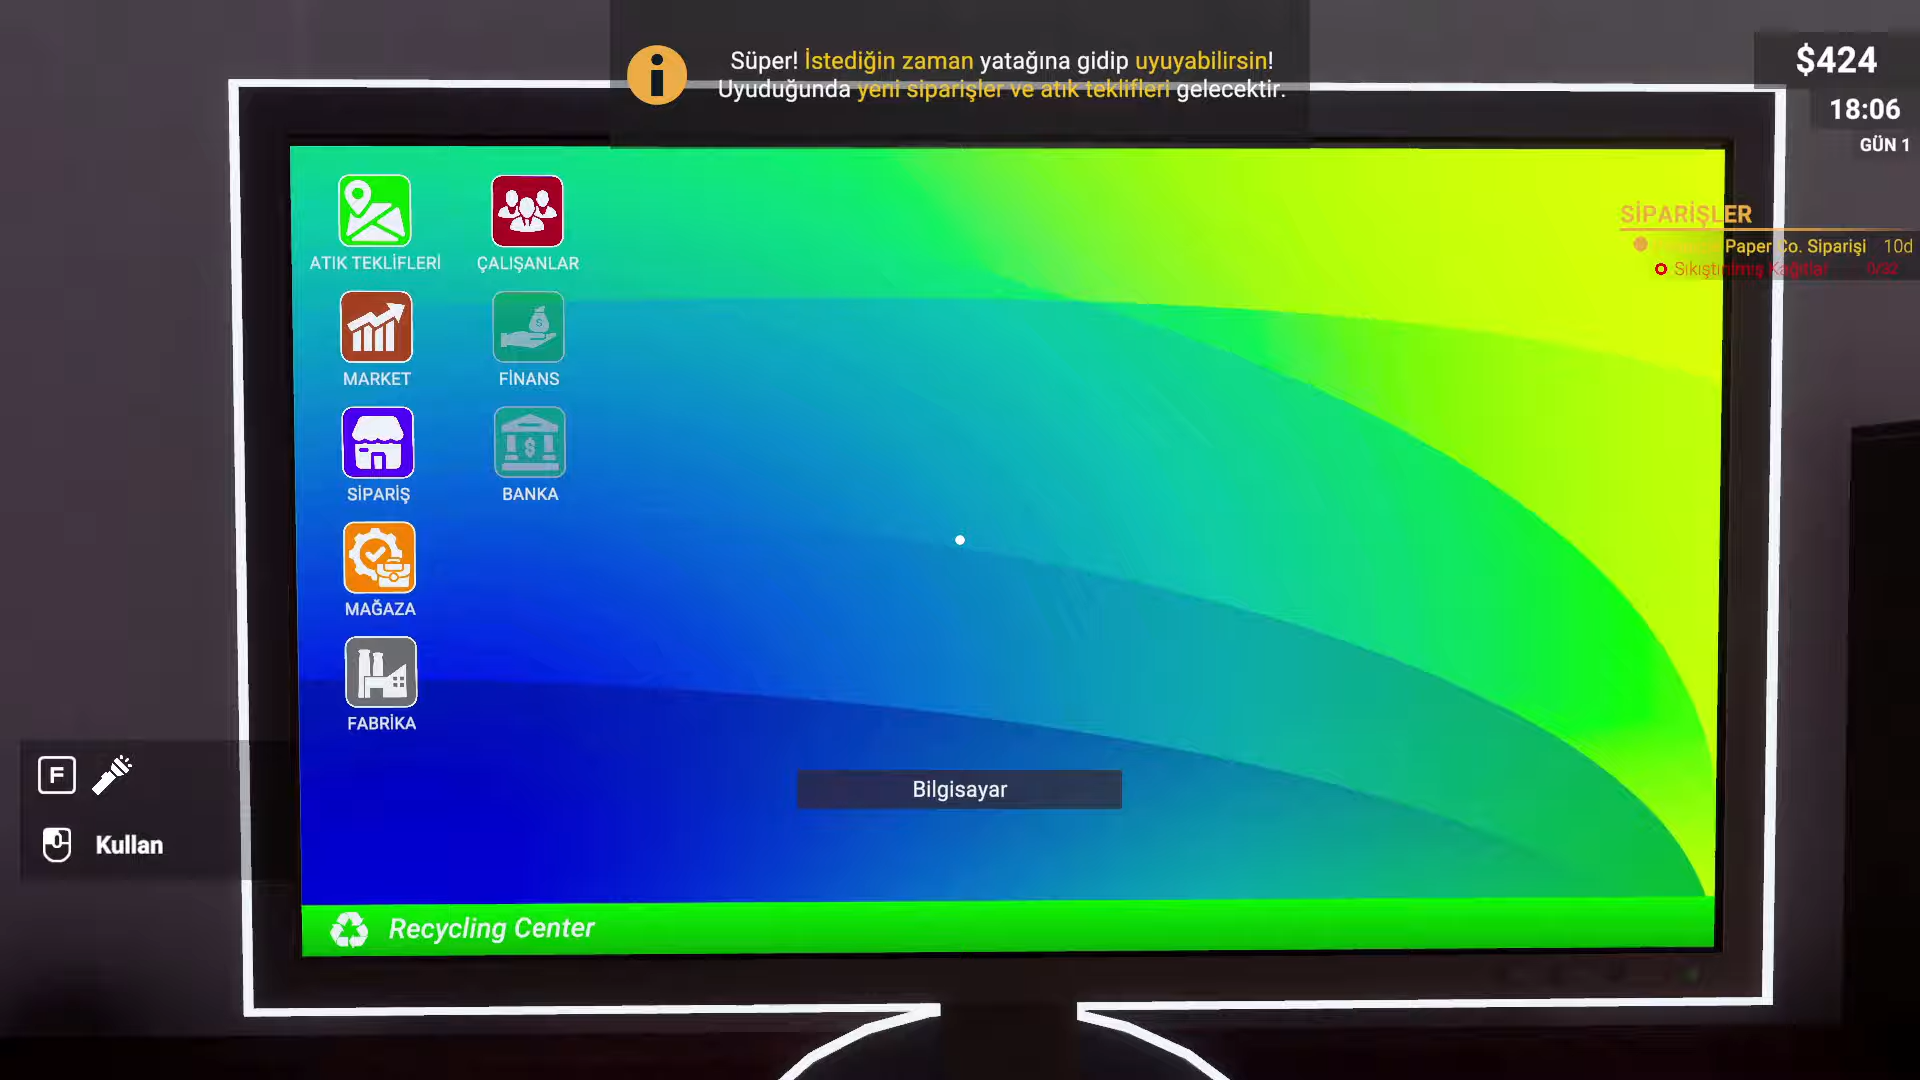 Süper! İstediğin zaman yatağına gidip uyuyabilirsin!
Uyuduğunda yeni siparişler ve atık teklifleri gelecektir.
$424
18:06
GÜN 1
SİPARİŞLER
Paper Co. Siparişi 10d
Sıkıştırılmış Kağıtlar 0/32
ATIK TEKLİFLERİ
ÇALIŞANLAR
MARKET
FİNANS
SİPARİŞ
BANKA
MAĞAZA
FABRİKA
F
Kullan
Bilgisayar
Recycling Center